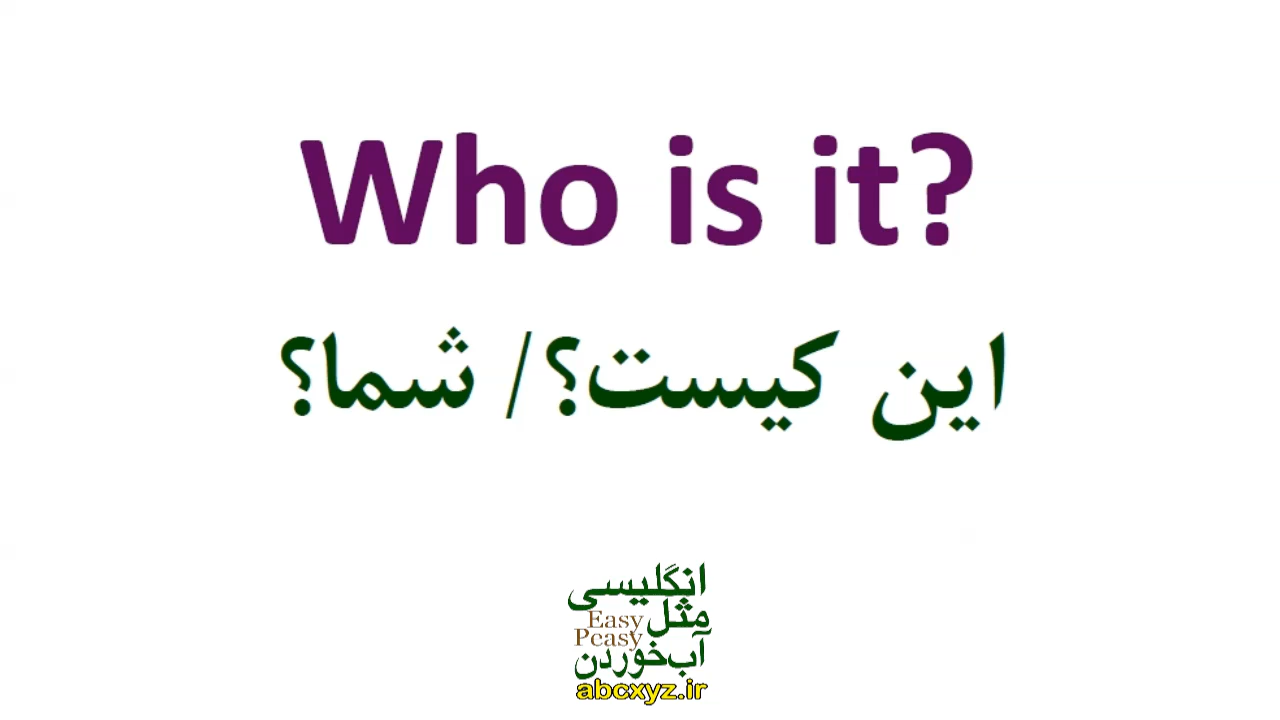 Who is it?
این کیست؟/ شما؟
انگلیسی
مثل
Easy
Peasy
آب‌خوردن
abcxyz.ir